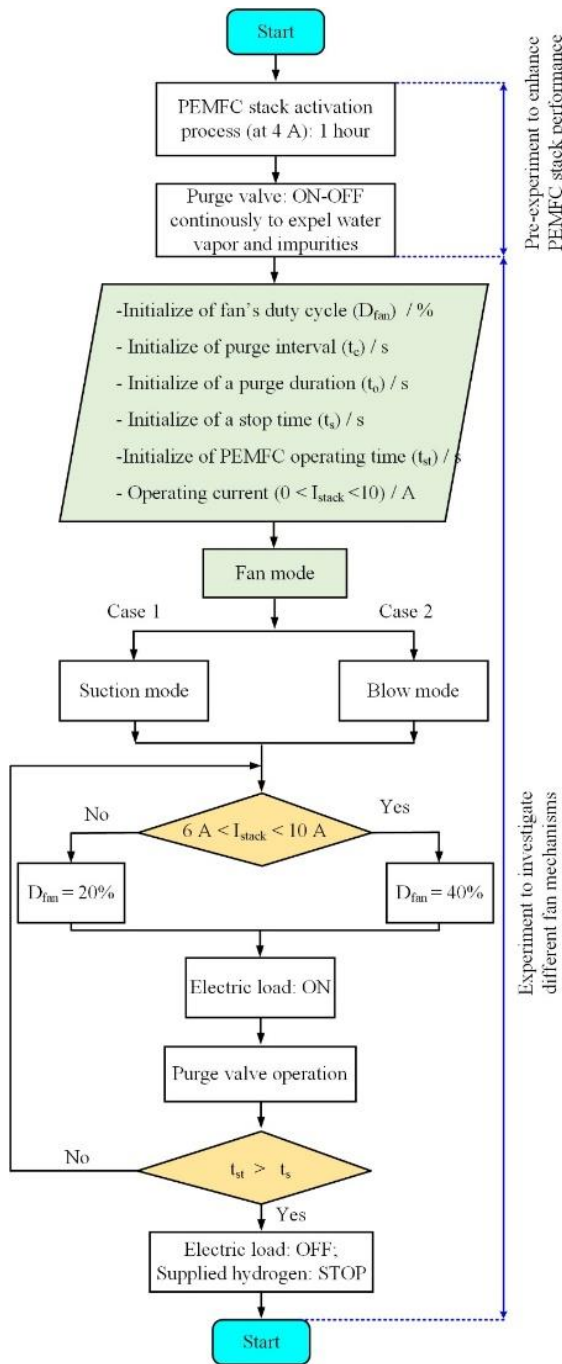 Start
PEMFC stack activation
process (at 4 A): 1 hour
Purge valve: ON-OFF
continously to expel water
vapor and impurities
Pre-experiment to enhance
PEMFC stack performance
-Initialize of fan's duty cycle (Dfan) / %
- Initialize of purge interval (tc) / s
- Initialize of a purge duration (to) / s
- Initialize of a stop time (ts) / s
-Initialize of PEMFC operating time (tst) / s
- Operating current (0 < Istack <10) / A
Fan mode
Case 1
Case 2
Suction mode
Blow mode
No
Yes
6 A < Istack < 10 A
Dfan = 20%
Dfan = 40%
Electric load: ON
Purge valve operation
No
tst > ts
Yes
Electric load: OFF;
Supplied hydrogen: STOP
Start
Experiment to investigate
different fan mechanisms